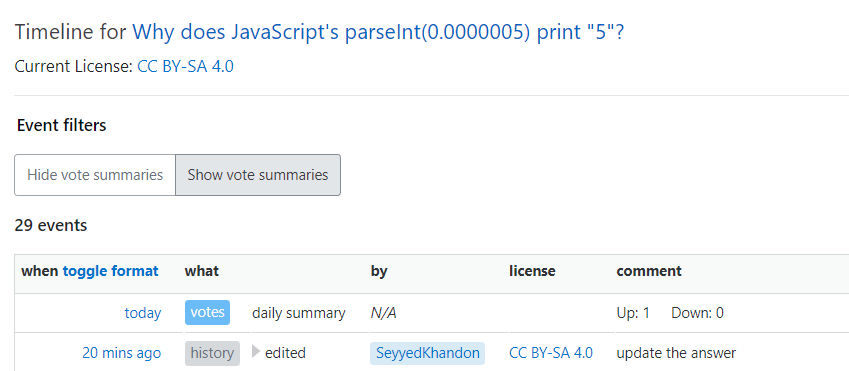 Timeline for Why does JavaScript's parseInt(0.0000005) print "5"?
Current License: CC BY-SA 4.0
Event filters
Hide vote summaries Show vote summaries
29 events
when toggle format what by license comment
today votes daily summary N/A Up: 1 Down: 0
20 mins ago history edited SeyyedKhandon CC BY-SA 4.0 update the answer